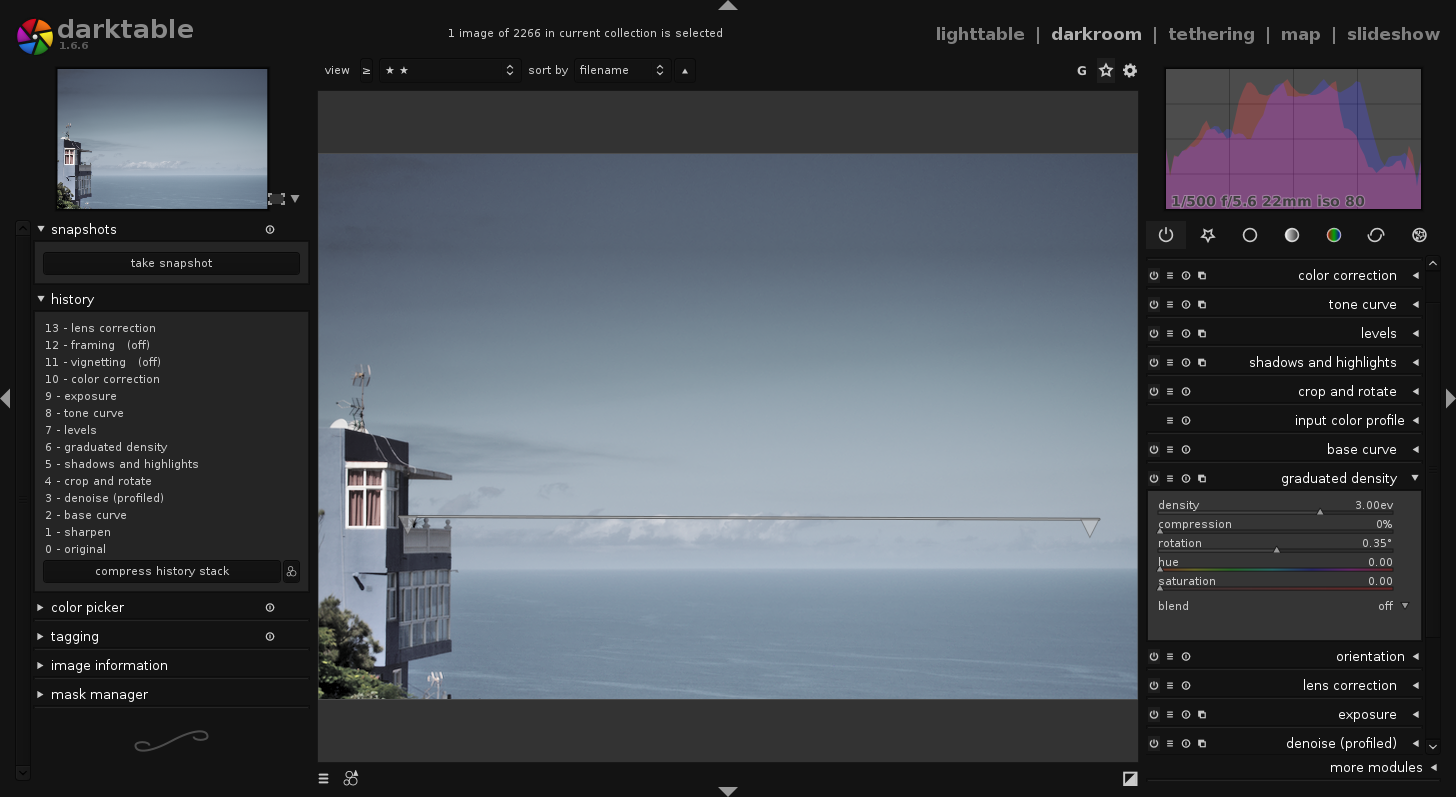 darktable
1.6.6
1 image of 2266 in current collection is selected
lighttable | darkroom | tethering | map | slideshow
view ≥ ★ ★ sort by filename
G
1/500 f/5.6 22mm iso 80
snapshots
take snapshot
history
13 - lens correction
12 - framing (off)
11 - vignetting (off)
10 - color correction
9 - exposure
8 - tone curve
7 - levels
6 - graduated density
5 - shadows and highlights
4 - crop and rotate
3 - denoise (profiled)
2 - base curve
1 - sharpen
0 - original
compress history stack
color picker
tagging
image information
mask manager
color correction
tone curve
levels
shadows and highlights
crop and rotate
input color profile
base curve
graduated density
density 3.00ev
compression 0%
rotation 0.35°
hue 0.00
saturation 0.00
blend off
orientation
lens correction
exposure
denoise (profiled)
more modules